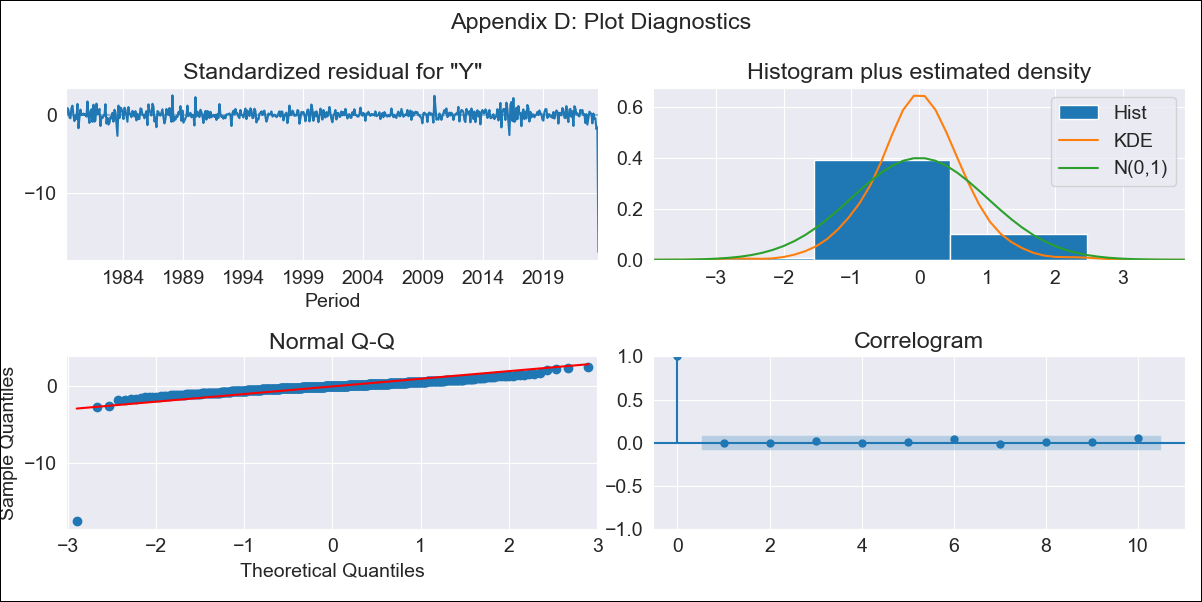 Appendix D: Plot Diagnostics
Standardized residual for "Y"
0
−10
1984 1989 1994 1999 2004 2009 2014 2019
Period
Histogram plus estimated density
0.6
0.4
0.2
0.0
Hist
KDE
N(0,1)
−3 −2 −1 0 1 2 3
Normal Q-Q
Sample Quantiles
0
−10
−3 −2 −1 0 1 2 3
Theoretical Quantiles
Correlogram
1.0
0.5
0.0
−0.5
−1.0
0 2 4 6 8 10